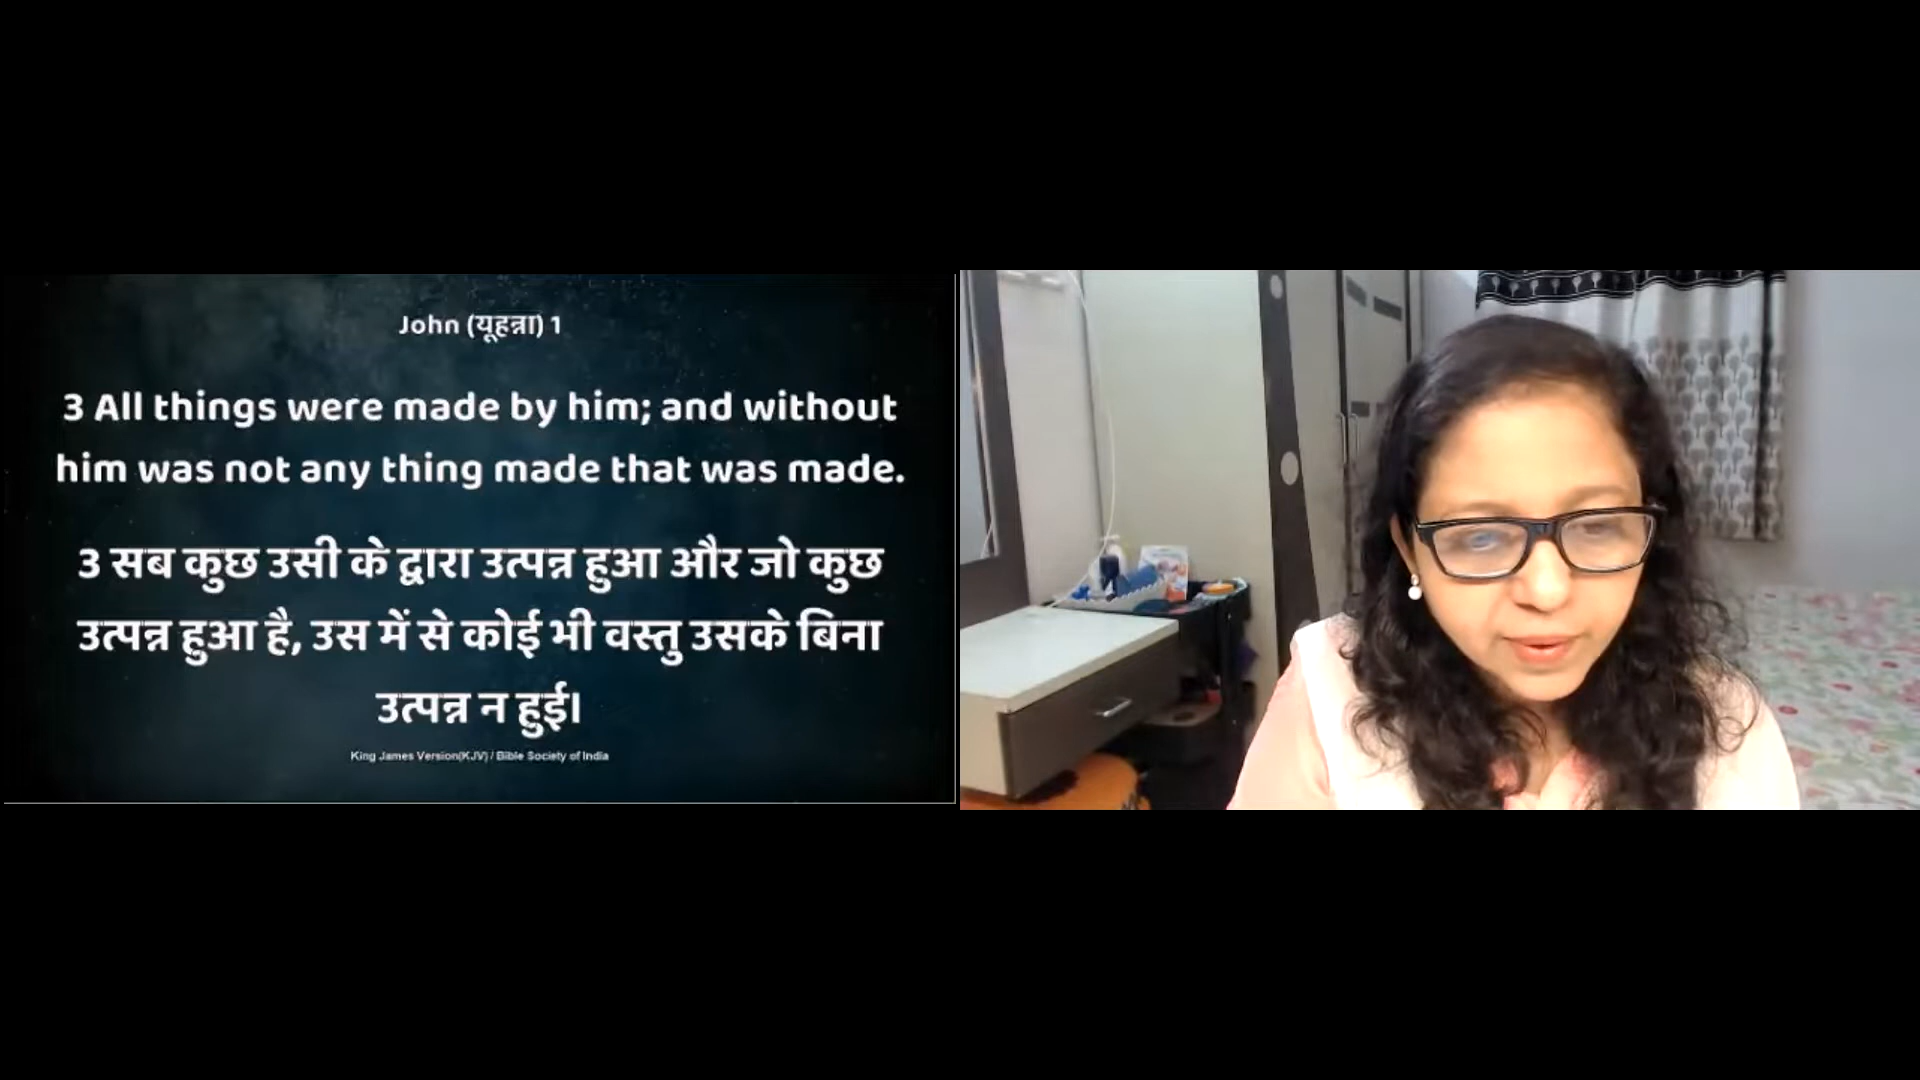 John (यूहन्ना) 1
3 All things were made by him; and without
him was not any thing made that was made.
3 सब कुछ उसी के द्वारा उत्पन्न हुआ और जो कुछ
उत्पन्न हुआ है, उस में से कोई भी वस्तु उसके बिना
उत्पन्न न हुई।
King James Version(KJV) / Bible Society of India